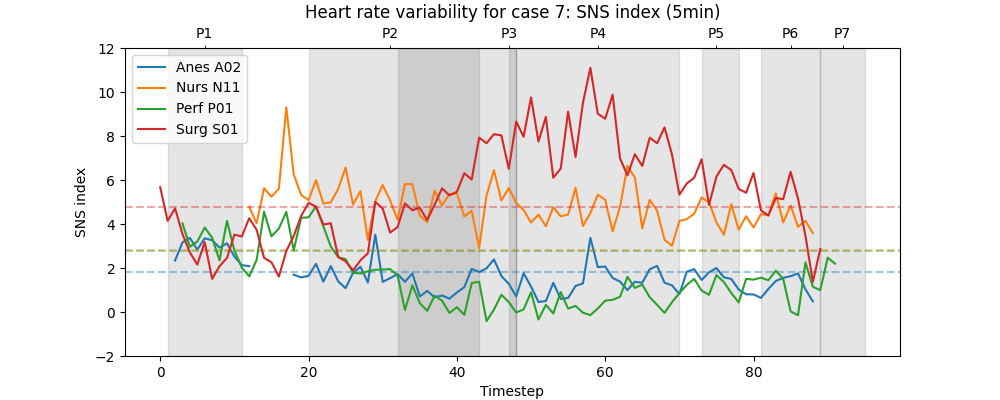 Heart rate variability for case 7: SNS index (5min)
P1 P2 P3 P4 P5 P6 P7
Anes A02
Nurs N11
Perf P01
Surg S01
12
10
8
6
4
2
0
−2
SNS index
0 20 40 60 80
Timestep